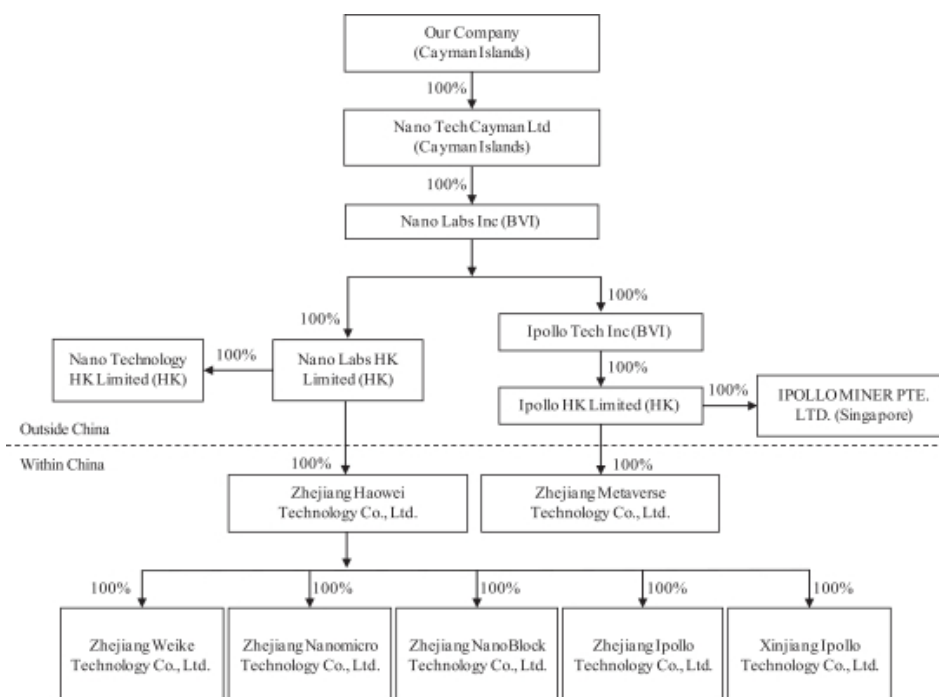 Our Company
(Cayman Islands)
100%
Nano Tech Cayman Ltd
(Cayman Islands)
100%
Nano Labs Inc (BVI)
100%
100%
Ipollo Tech Inc (BVI)
Nano Technology
HK Limited (HK)
100%
Nano Labs HK
Limited (HK)
100%
Ipollo HK Limited (HK)
100%
IPOLLO MINER PTE.
LTD. (Singapore)
Outside China
Within China
100%
100%
Zhejiang Haowei
Technology Co., Ltd.
Zhejiang Metaverse
Technology Co., Ltd.
100%
100%
100%
100%
100%
Zhejiang Weike
Technology Co., Ltd.
Zhejiang Nanomicro
Technology Co., Ltd.
Zhejiang NanoBlock
Technology Co., Ltd.
Zhejiang Ipollo
Technology Co., Ltd.
Xinjiang Ipollo
Technology Co., Ltd.